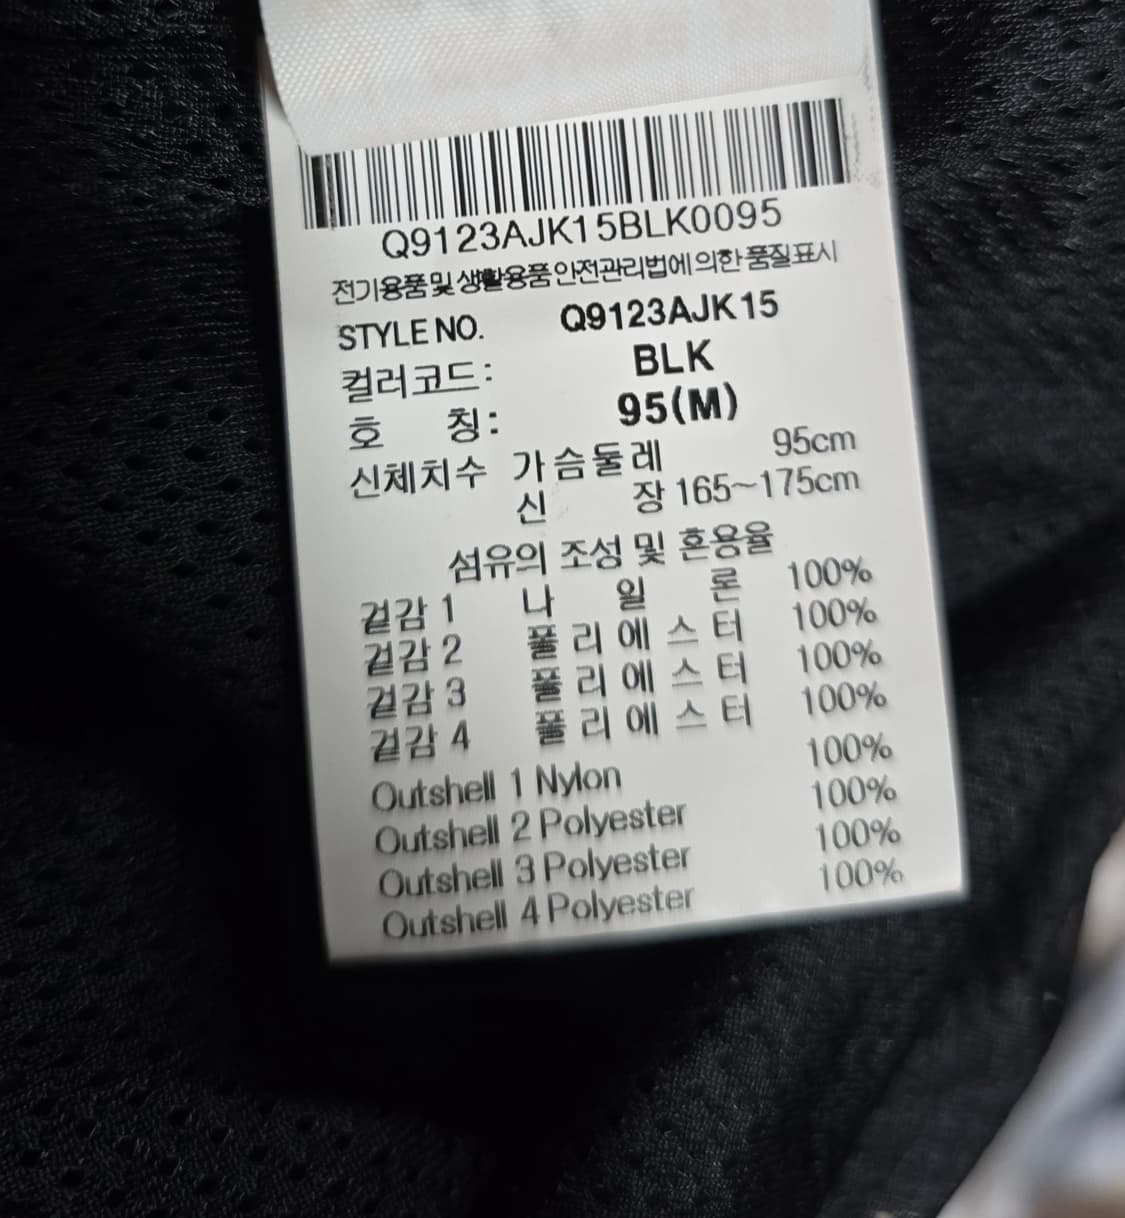 Q9123AJK15BLK0095
전기용품및생활용품안전관리법에의한품질표시
STYLE NO. Q9123AJK15
컬러코드: BLK
호 칭: 95(M)
신체치수 가슴둘레 95cm
신 장 165~175cm
섬유의 조성 및 혼용율
겉감 1 나 일 론 100%
겉감 2 폴 리 에 스 터 100%
겉감 3 폴 리 에 스 터 100%
겉감 4 폴 리 에 스 터 100%
Outshell 1 Nylon 100%
Outshell 2 Polyester 100%
Outshell 3 Polyester 100%
Outshell 4 Polyester 100%